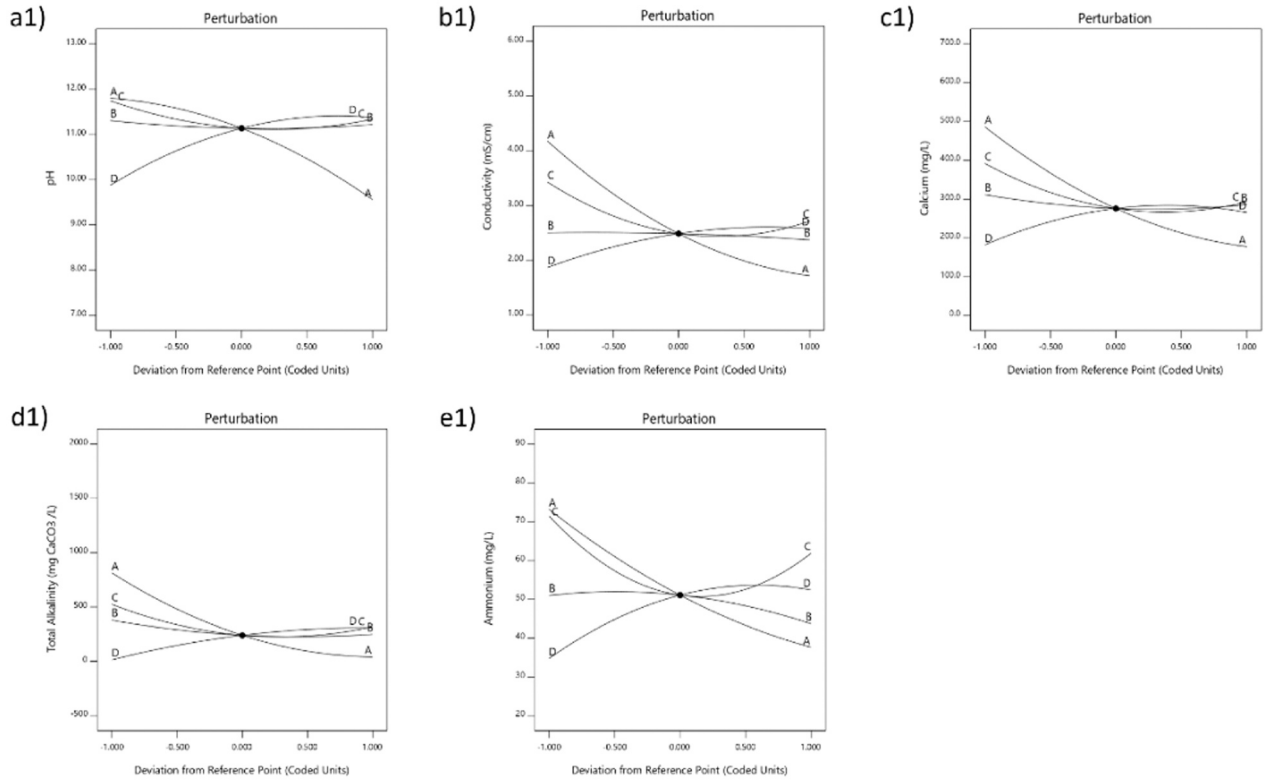 a1)
Perturbation
13.00
12.00
11.00
10.00
9.00
8.00
7.00
pH
A
C
B
D
D
C
B
A
-1.000 -0.500 0.000 0.500 1.000
Deviation from Reference Point (Coded Units)
b1)
Perturbation
6.00
5.00
4.00
3.00
2.00
1.00
Conductivity (mS/cm)
A
C
B
D
C
D
B
A
-1.000 -0.500 0.000 0.500 1.000
Deviation from Reference Point (Coded Units)
c1)
Perturbation
700.0
500.0
400.0
300.0
200.0
100.0
0.0
Calcium (mg/L)
A
C
B
D
C
B
D
A
-1.000 -0.500 0.000 0.500 1.000
Deviation from Reference Point (Coded Units)
d1)
Perturbation
2000
1500
1000
500
0
-500
Total Alkalinity (mg CaCO3 /L)
A
C
B
D
D
C
B
A
-1.000 -0.500 0.000 0.500 1.000
Deviation from Reference Point (Coded Units)
e1)
Perturbation
90
80
70
60
50
40
30
20
Ammonium (mg/L)
A
C
B
D
C
D
B
A
-1.000 -0.500 0.000 0.500 1.000
Deviation from Reference Point (Coded Units)